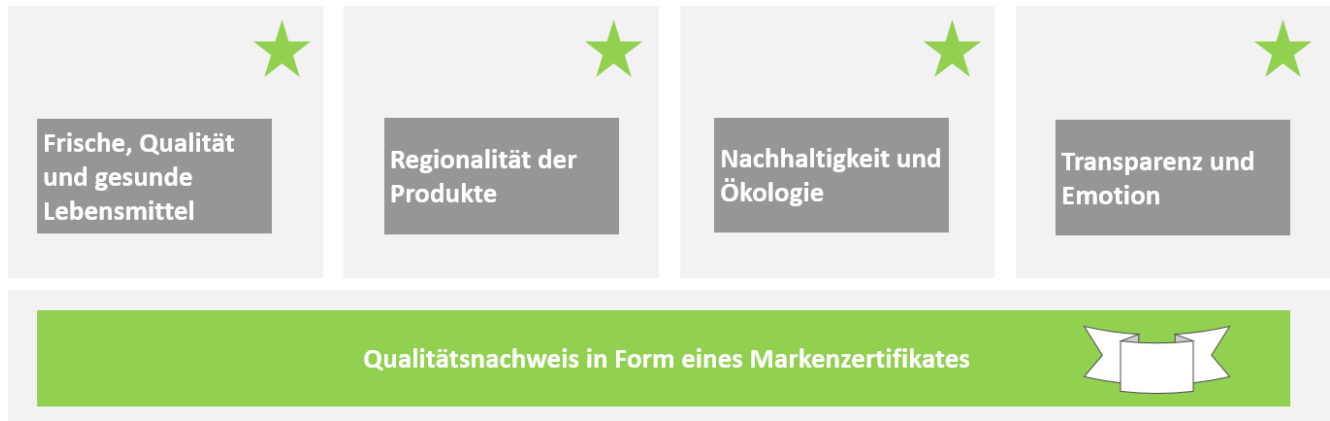 Frische, Qualität
und gesunde
Lebensmittel
Regionalität der
Produkte
Nachhaltigkeit und
Ökologie
Transparenz und
Emotion
Qualitätsnachweis in Form eines Markenzertifikates